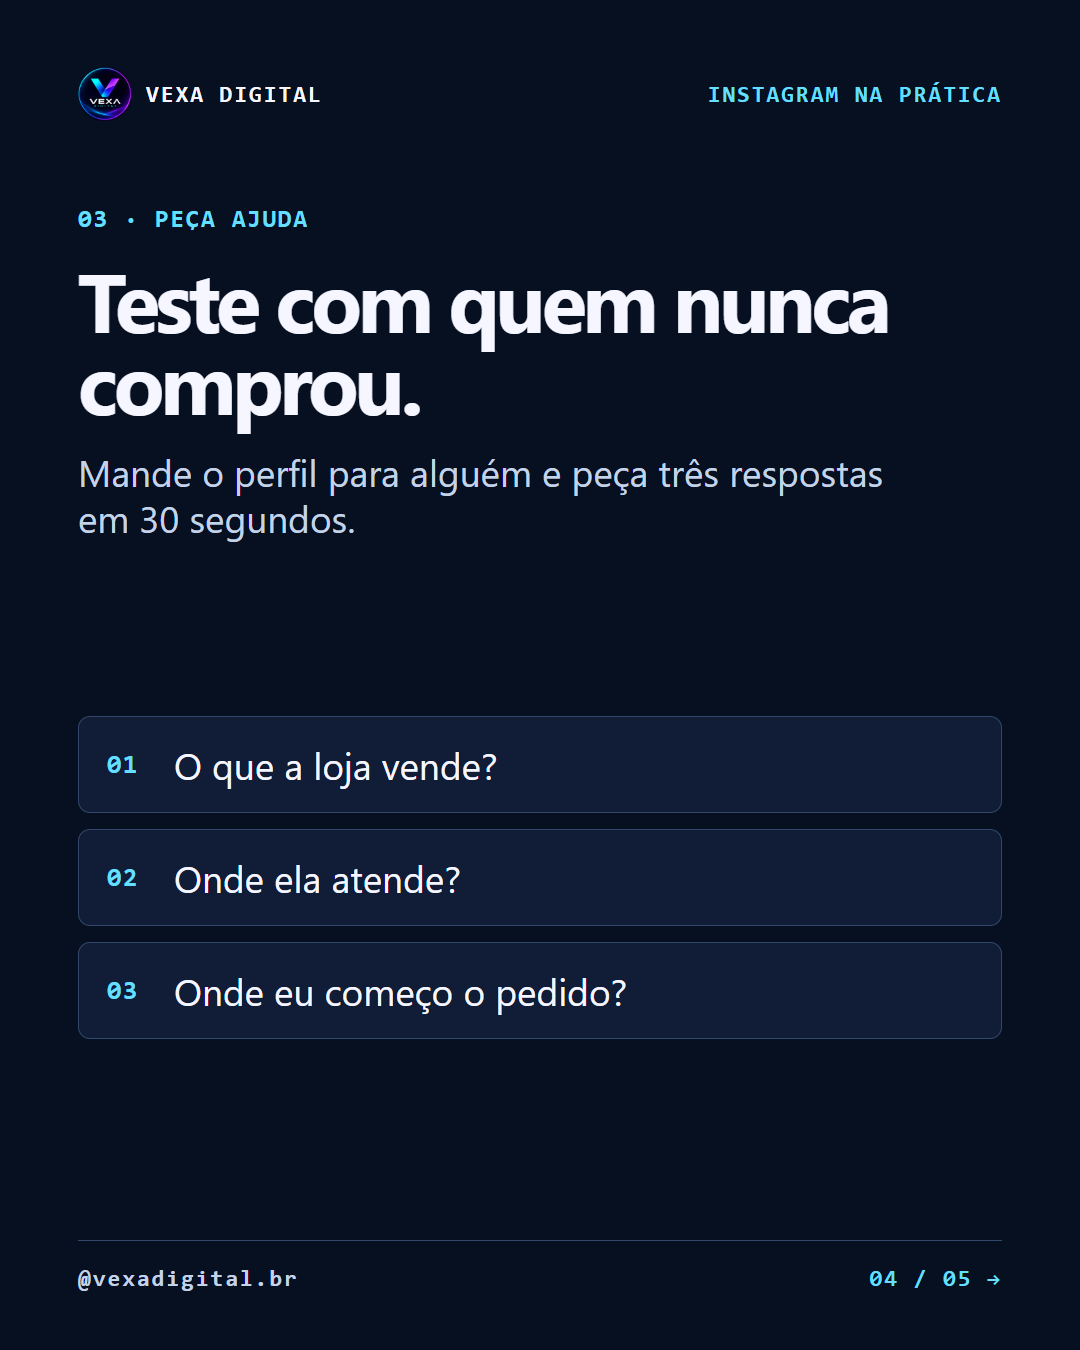 VEXA
VEXA DIGITAL
INSTAGRAM NA PRÁTICA
03 · PEÇA AJUDA
Teste com quem nunca
comprou.
Mande o perfil para alguém e peça três respostas
em 30 segundos.
01 O que a loja vende?
02 Onde ela atende?
03 Onde eu começo o pedido?
@vexadigital.br
04 / 05 →